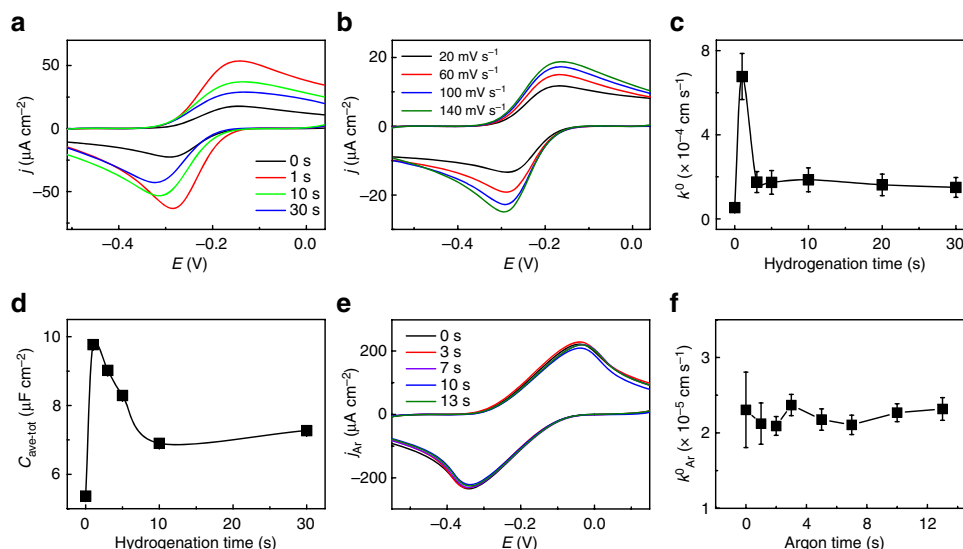 a
50
0
−50
j (μA cm⁻²)
0 s
1 s
10 s
30 s
−0.4
−0.2
0.0
E (V)
b
20
0
−20
j (μA cm⁻²)
20 mV s⁻¹
60 mV s⁻¹
100 mV s⁻¹
140 mV s⁻¹
−0.4
−0.2
0.0
E (V)
c
8
4
0
k⁰ (× 10⁻⁴ cm s⁻¹)
0
10
20
30
Hydrogenation time (s)
d
10
8
6
C_ave-tot (μF cm⁻²)
0
10
20
30
Hydrogenation time (s)
e
200
0
−200
j_Ar (μA cm⁻²)
0 s
3 s
7 s
10 s
13 s
−0.4
−0.2
0.0
E (V)
f
3
2
1
k⁰_Ar (× 10⁻⁵ cm s⁻¹)
0
4
8
12
Argon time (s)